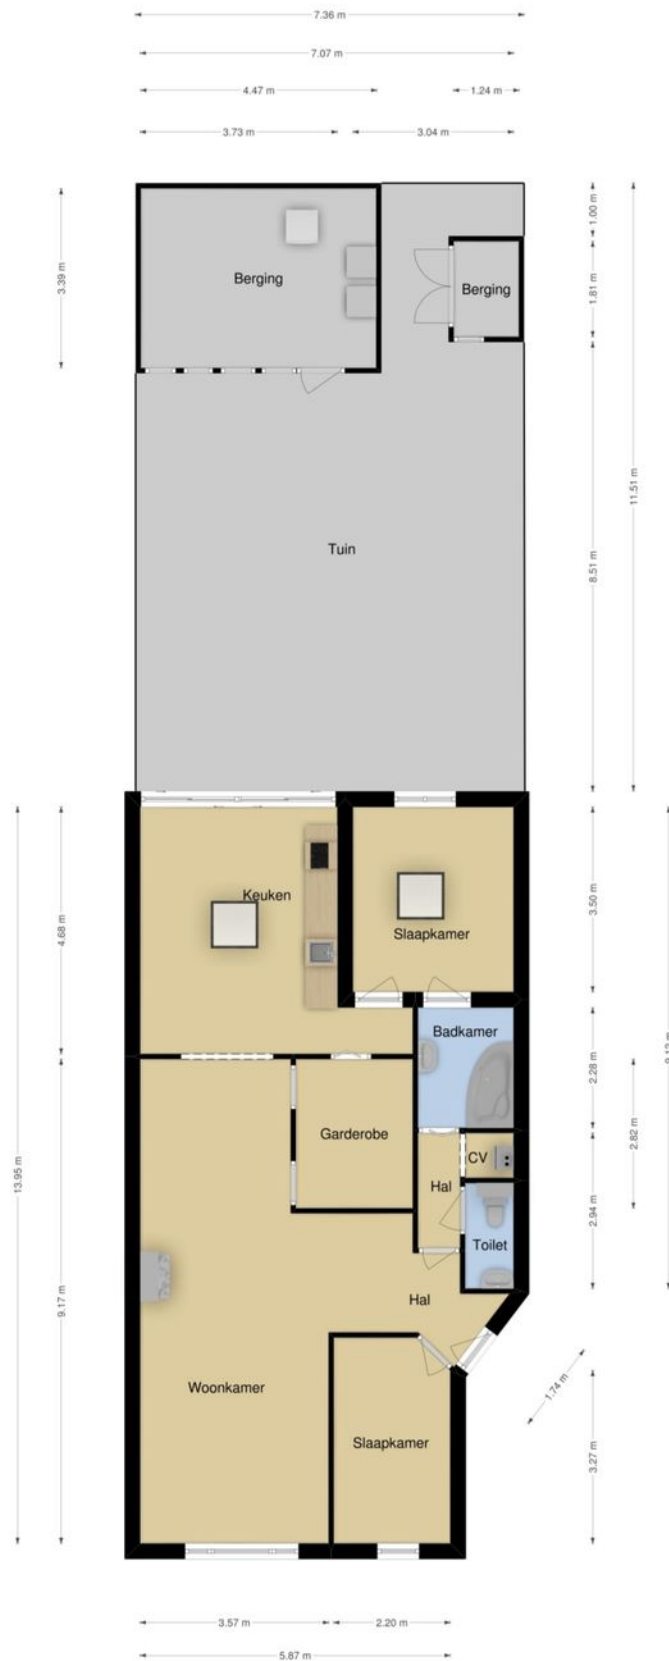 7.36 m
7.07 m
4.47 m
1.24 m
3.73 m
3.04 m
1.00 m
3.39 m
Berging
Berging
1.81 m
11.51 m
Tuin
8.51 m
Keuken
Slaapkamer
4.68 m
3.50 m
Badkamer
2.28 m
Garderobe
2.82 m
CV
13.95 m
Hal
2.94 m
Toilet
Hal
9.17 m
Woonkamer
1.74 m
Slaapkamer
3.27 m
3.57 m
2.20 m
5.87 m